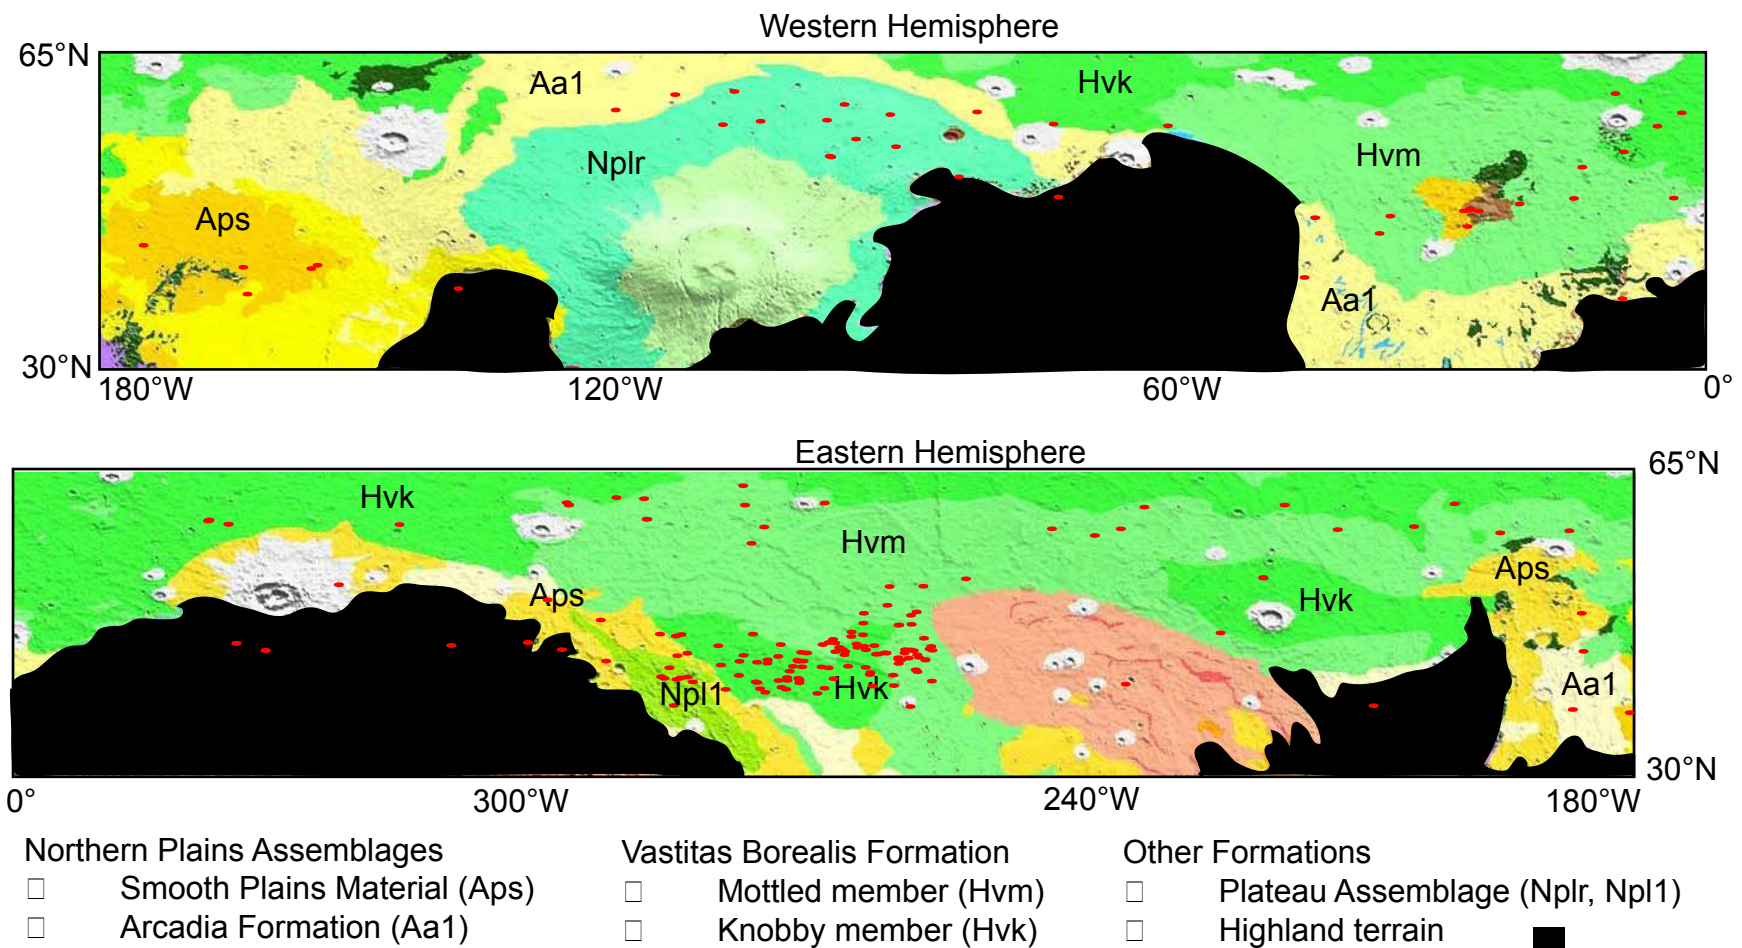 Western Hemisphere
65°N
Aa1
Hvk
Nplr
Hvm
Aps
Aa1
30°N
180°W 120°W 60°W 0°
Eastern Hemisphere
65°N
Hvk
Hvm
Aps
Aps
Hvk
Npl1
Hvk
Aa1
30°N
0° 300°W 240°W 180°W
Northern Plains Assemblages
Smooth Plains Material (Aps)
Arcadia Formation (Aa1)
Vastitas Borealis Formation
Mottled member (Hvm)
Knobby member (Hvk)
Other Formations
Plateau Assemblage (Nplr, Npl1)
Highland terrain